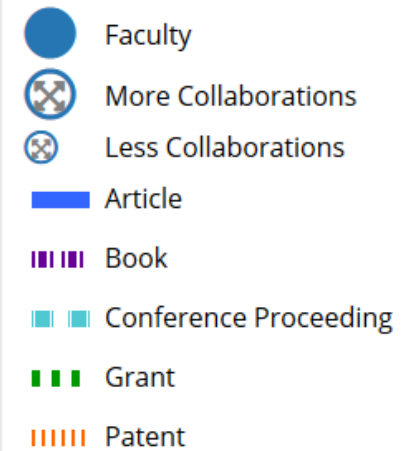 Faculty
More Collaborations
Less Collaborations
Article
Book
Conference Proceeding
Grant
Patent